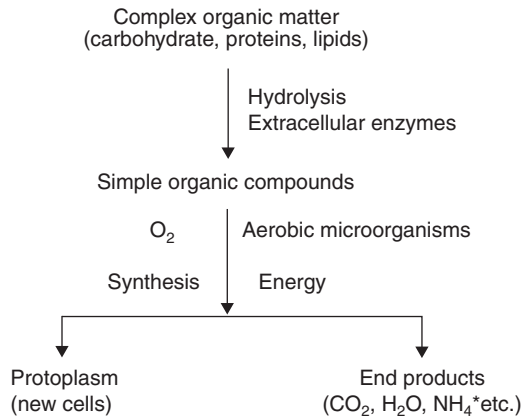 Complex organic matter
(carbohydrate, proteins, lipids)
Hydrolysis
Extracellular enzymes
Simple organic compounds
O₂ Aerobic microorganisms
Synthesis Energy
Protoplasm
(new cells)
End products
(CO₂, H₂O, NH₄*etc.)